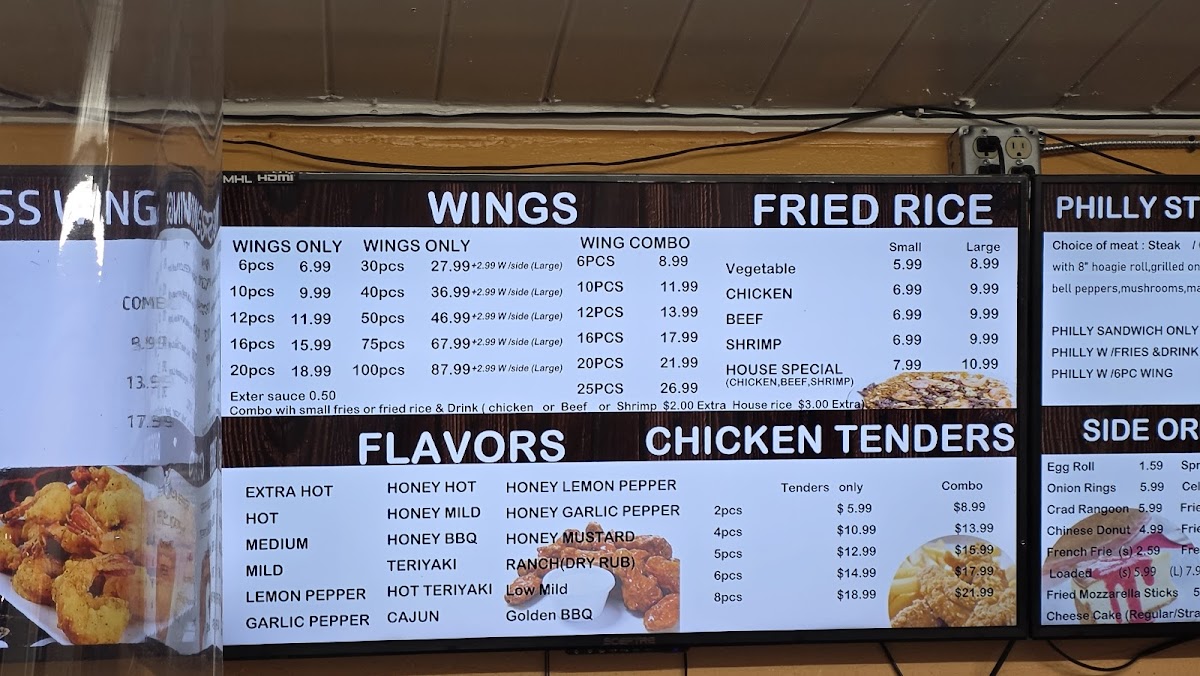 SS WING
COMB
13.99
17.99
MHL HDMI
WINGS
WINGS ONLY WINGS ONLY WING COMBO
6pcs 6.99 30pcs 27.99+2.99 W /side (Large) 6PCS 8.99
10pcs 9.99 40pcs 36.99+2.99 W /side (Large) 10PCS 11.99
12pcs 11.99 50pcs 46.99+2.99 W /side (Large) 12PCS 13.99
16pcs 15.99 75pcs 67.99+2.99 W /side (Large) 16PCS 17.99
20pcs 18.99 100pcs 87.99+2.99 W /side (Large) 20PCS 21.99
25PCS 26.99
Exter sauce 0.50
Combo wih small fries or fried rice & Drink ( chicken or Beef or Shrimp $2.00 Extra House rice $3.00 Extra)
FRIED RICE
Small Large
Vegetable 5.99 8.99
CHICKEN 6.99 9.99
BEEF 6.99 9.99
SHRIMP 6.99 9.99
HOUSE SPECIAL 7.99 10.99
(CHICKEN,BEEF,SHRIMP)
FLAVORS
EXTRA HOT HONEY HOT HONEY LEMON PEPPER
HOT HONEY MILD HONEY GARLIC PEPPER
MEDIUM HONEY BBQ HONEY MUSTARD
MILD TERIYAKI RANCH(DRY RUB)
LEMON PEPPER HOT TERIYAKI Low Mild
GARLIC PEPPER CAJUN Golden BBQ
CHICKEN TENDERS
Tenders only Combo
2pcs $ 5.99 $8.99
4pcs $10.99 $13.99
5pcs $12.99 $15.99
6pcs $14.99 $17.99
8pcs $18.99 $21.99
SCEPTRE
PHILLY ST
Choice of meat : Steak /
with 8" hoagie roll,grilled on
bell peppers,mushrooms,ma
PHILLY SANDWICH ONLY
PHILLY W /FRIES &DRINK
PHILLY W /6PC WING
SIDE OR
Egg Roll 1.59 Spr
Onion Rings 5.99 Cel
Crad Rangoon 5.99 Frie
Chinese Donut 4.99 Frie
French Frie (s) 2.59 Fre
Loaded (s) 5.99 (L) 7.9
Fried Mozzarella Sticks 5
Cheese Cake (Regular/Stra